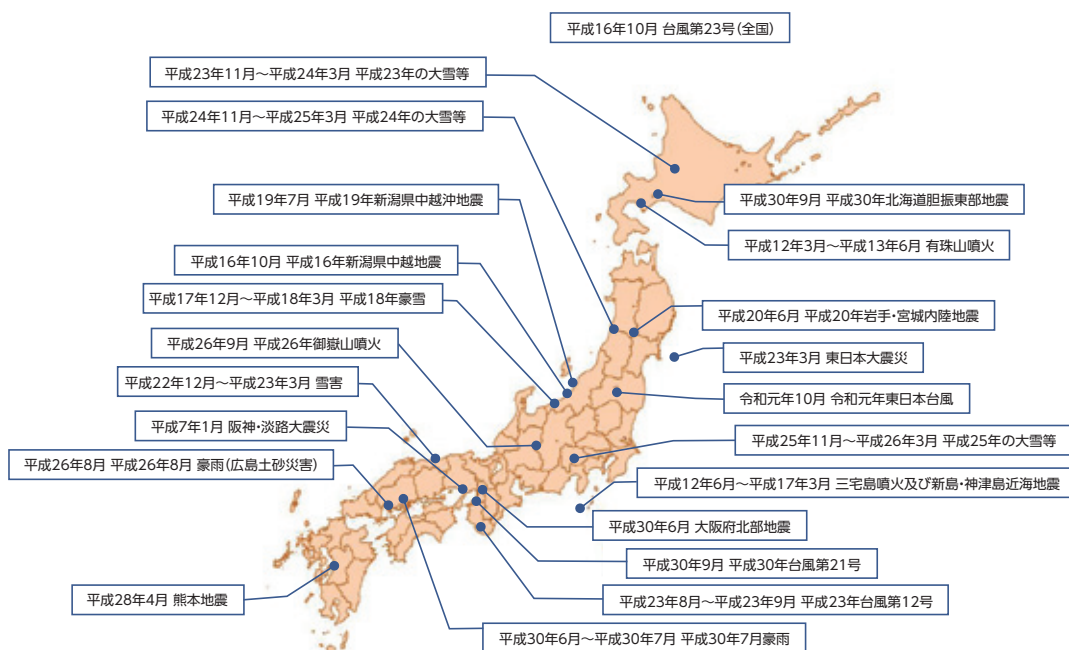 平成16年10月 台風第23号(全国)
平成23年11月～平成24年3月 平成23年の大雪等
平成24年11月～平成25年3月 平成24年の大雪等
平成19年7月 平成19年新潟県中越沖地震
平成30年9月 平成30年北海道胆振東部地震
平成12年3月～平成13年6月 有珠山噴火
平成16年10月 平成16年新潟県中越地震
平成17年12月～平成18年3月 平成18年豪雪
平成20年6月 平成20年岩手・宮城内陸地震
平成26年9月 平成26年御嶽山噴火
平成23年3月 東日本大震災
平成22年12月～平成23年3月 雪害
令和元年10月 令和元年東日本台風
平成7年1月 阪神・淡路大震災
平成25年11月～平成26年3月 平成25年の大雪等
平成26年8月 平成26年8月 豪雨(広島土砂災害)
平成12年6月～平成17年3月 三宅島噴火及び新島・神津島近海地震
平成30年6月 大阪府北部地震
平成30年9月 平成30年台風第21号
平成28年4月 熊本地震
平成23年8月～平成23年9月 平成23年台風第12号
平成30年6月～平成30年7月 平成30年7月豪雨